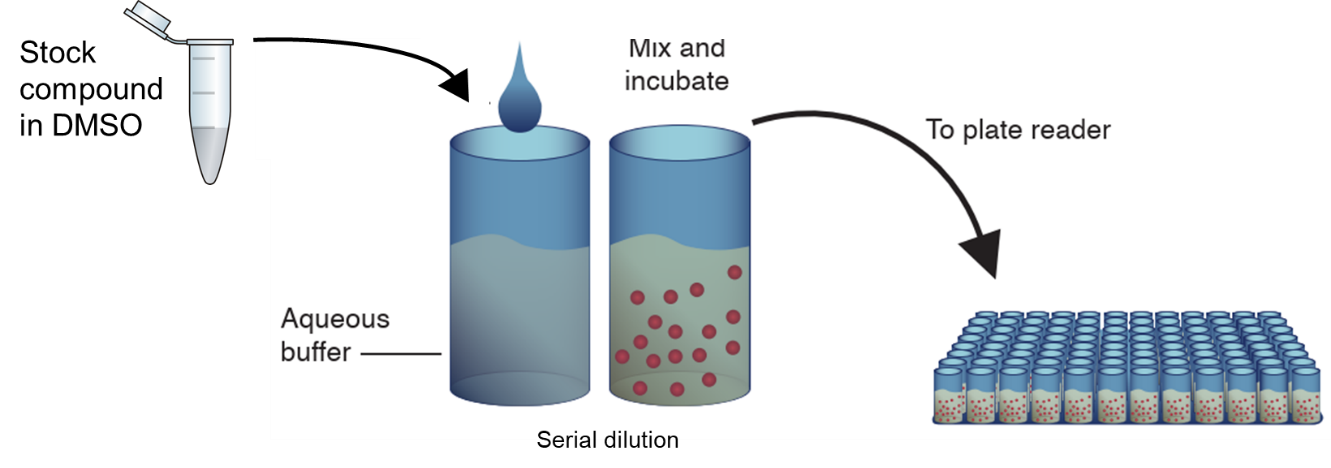 Stock
compound
in DMSO
Mix and
incubate
To plate reader
Aqueous
buffer
Serial dilution